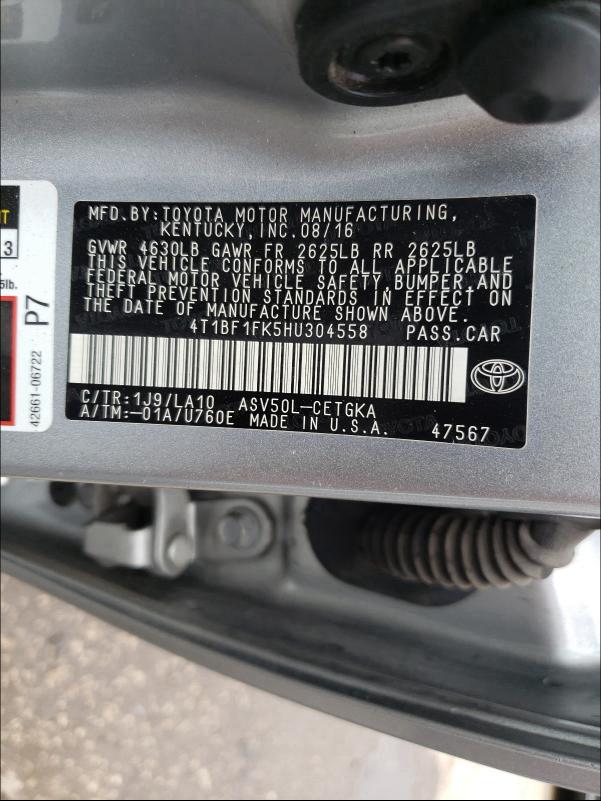 MFD.BY:TOYOTA MOTOR MANUFACTURING,
KENTUCKY,INC.08/16
GVWR 4630LB GAWR FR 2625LB RR 2625LB
THIS VEHICLE CONFORMS TO ALL APPLICABLE
FEDERAL MOTOR VEHICLE SAFETY,BUMPER,AND
THEFT PREVENTION STANDARDS IN EFFECT ON
THE DATE OF MANUFACTURE SHOWN ABOVE.
4T1BF1FK5HU304558 PASS.CAR
C/TR:1J9/LA10 ASV50L-CETGKA
A/TM:-01A/U760E MADE IN U.S.A. 47567
3
5lb.
P7
42661-06722